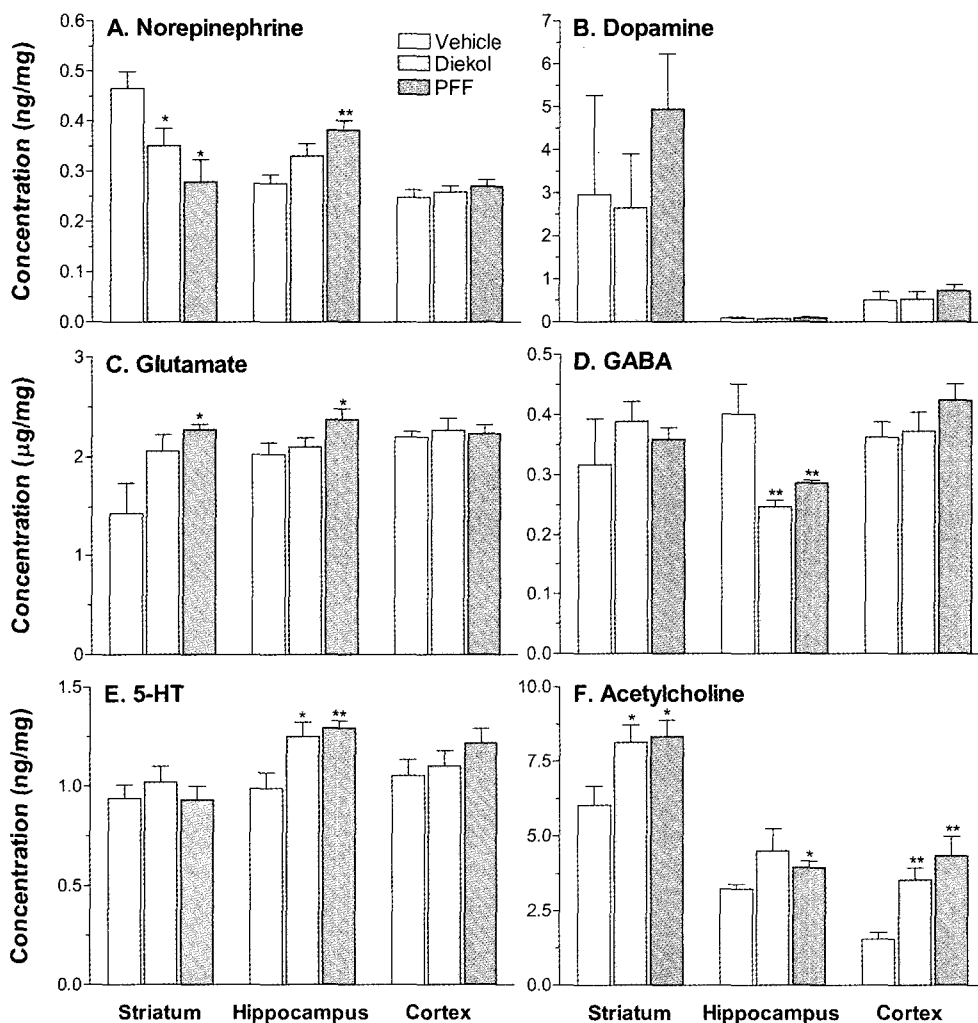 A. Norepinephrine
Vehicle
Diekol
PFF
Concentration (ng/mg)
0.6
0.5
0.4
0.3
0.2
0.1
0.0
* * **
B. Dopamine
7
6
5
4
3
2
1
0
C. Glutamate
Concentration (µg/mg)
3
2
1
0
* *
D. GABA
0.5
0.4
0.3
0.2
0.1
0.0
** **
E. 5-HT
Concentration (ng/mg)
1.5
1.0
0.5
0.0
* **
Striatum Hippocampus Cortex
F. Acetylcholine
10.0
7.5
5.0
2.5
0.0
* * * ** **
Striatum Hippocampus Cortex